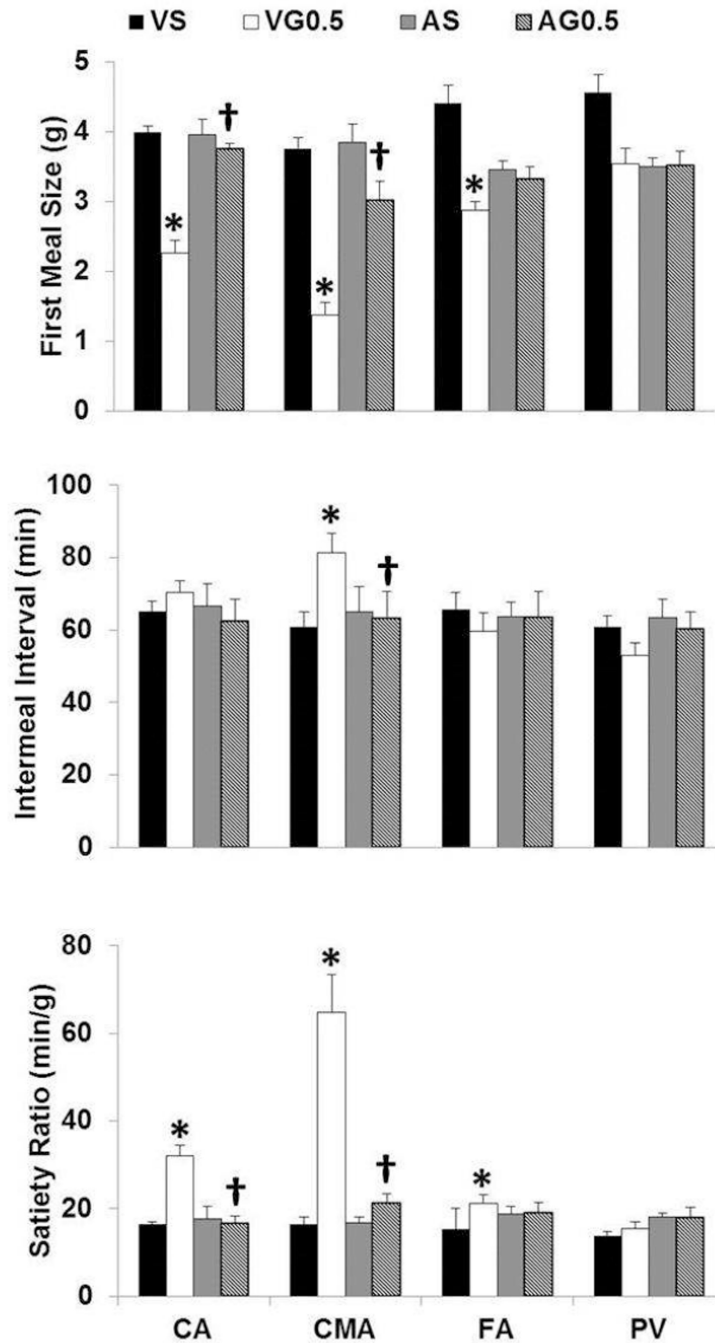 VS VG0.5 AS AG0.5
First Meal Size (g)
5
4
3
2
1
0
† † * * *
Intermeal Interval (min)
100
80
60
40
20
0
* †
Satiety Ratio (min/g)
80
60
40
20
0
* * † † *
CA CMA FA PV